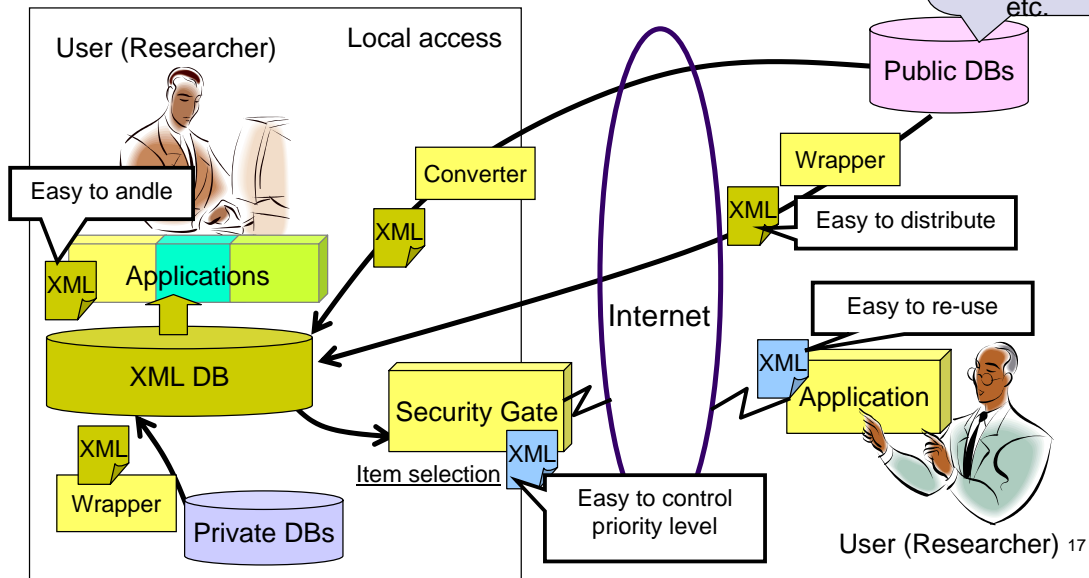 etc.
User (Researcher)
Local access
Public DBs
Converter
Wrapper
Easy to andle
XML
XML
Easy to distribute
XML
Applications
Internet
Easy to re-use
XML DB
XML
Application
Security Gate
XML
XML
Item selection
Wrapper
Easy to control
priority level
Private DBs
User (Researcher)
17